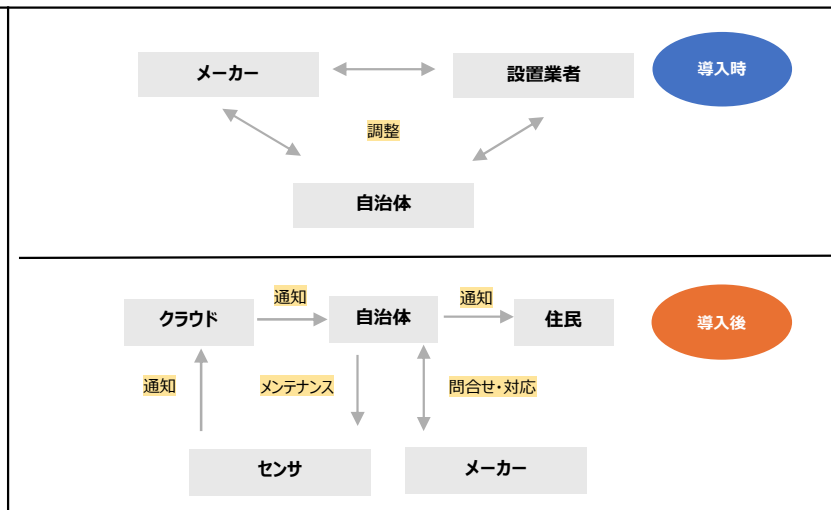 メーカー
設置業者
導入時
調整
自治体
通知
通知
クラウド
自治体
住民
導入後
通知
メンテナンス
問合せ・対応
センサ
メーカー